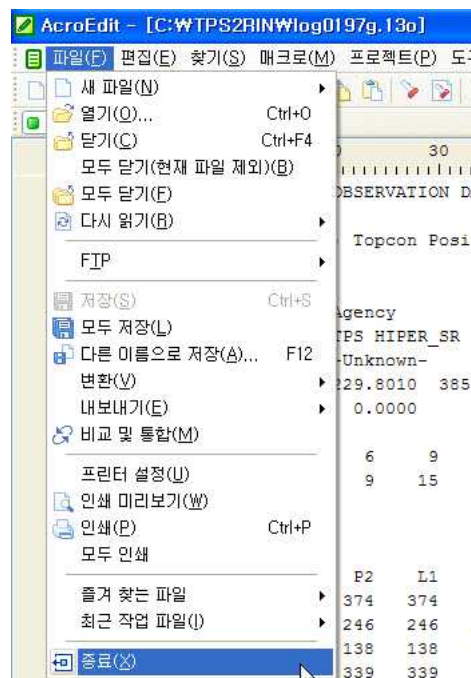 AcroEdit - [C:₩TPS2RIN₩log0197g.13o]
파일(F) 편집(E) 찾기(S) 매크로(M) 프로젝트(P)
새 파일(N)
열기(O)... Ctrl+O
닫기(C) Ctrl+F4
모두 닫기(현재 파일 제외)(B)
모두 닫기(F)
다시 읽기(R)
FTP
저장(S) Ctrl+S
모두 저장(L)
다른 이름으로 저장(A)... F12
변환(V)
내보내기(E)
비교 및 통합(M)
프린터 설정(U)
인쇄 미리보기(W)
인쇄(P) Ctrl+P
모두 인쇄
즐겨 찾는 파일
최근 작업 파일(I)
종료(X)
30
OBSERVATION D
Topcon Posi
Agency
TPS HIPER_SR
-Unknown-
229.8010 385
0.0000
6 9
9 15
P2 L1
374 374
246 246
138 138
339 339